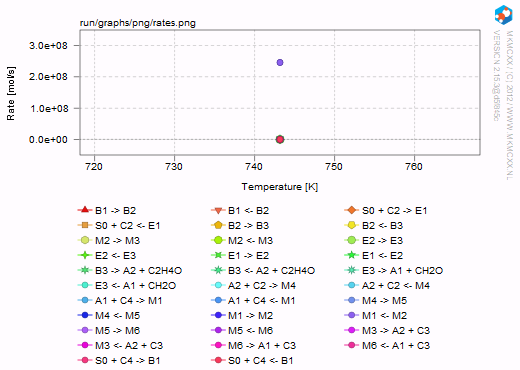 run/graphs/png/rates.png
Rate [mol/s]
3.0e+08
2.0e+08
1.0e+08
0.0e+00
720
730
740
750
760
Temperature [K]
B1 -> B2
B1 <- B2
S0 + C2 -> E1
S0 + C2 <- E1
B2 -> B3
B2 <- B3
M2 -> M3
M2 <- M3
E2 -> E3
E2 <- E3
E1 -> E2
E1 <- E2
B3 -> A2 + C2H4O
B3 <- A2 + C2H4O
E3 -> A1 + CH2O
E3 <- A1 + CH2O
A2 + C2 -> M4
A2 + C2 <- M4
A1 + C4 -> M1
A1 + C4 <- M1
M4 -> M5
M4 <- M5
M1 -> M2
M1 <- M2
M5 -> M6
M5 <- M6
M3 -> A2 + C3
M3 <- A2 + C3
M6 -> A1 + C3
M6 <- A1 + C3
S0 + C4 -> B1
S0 + C4 <- B1
MKMCXX / (C) 2012 / WWW.MKMCXX.NL